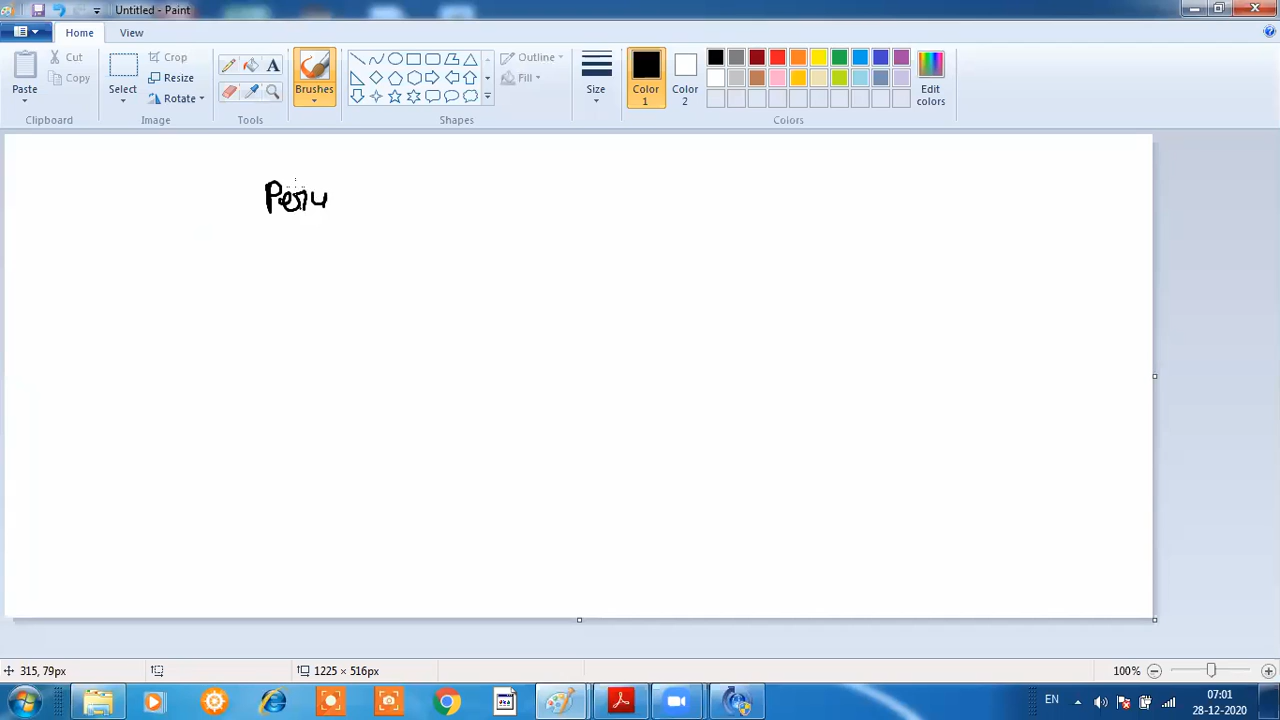 Untitled - Paint
Home View
Paste
Cut
Copy
Clipboard
Select
Crop
Resize
Rotate
Image
Tools
Brushes
Shapes
Outline
Fill
Size
Color 1
Color 2
Edit colors
Colors
Peru
315, 79px
1225 × 516px
100%
EN
07:01
28-12-2020